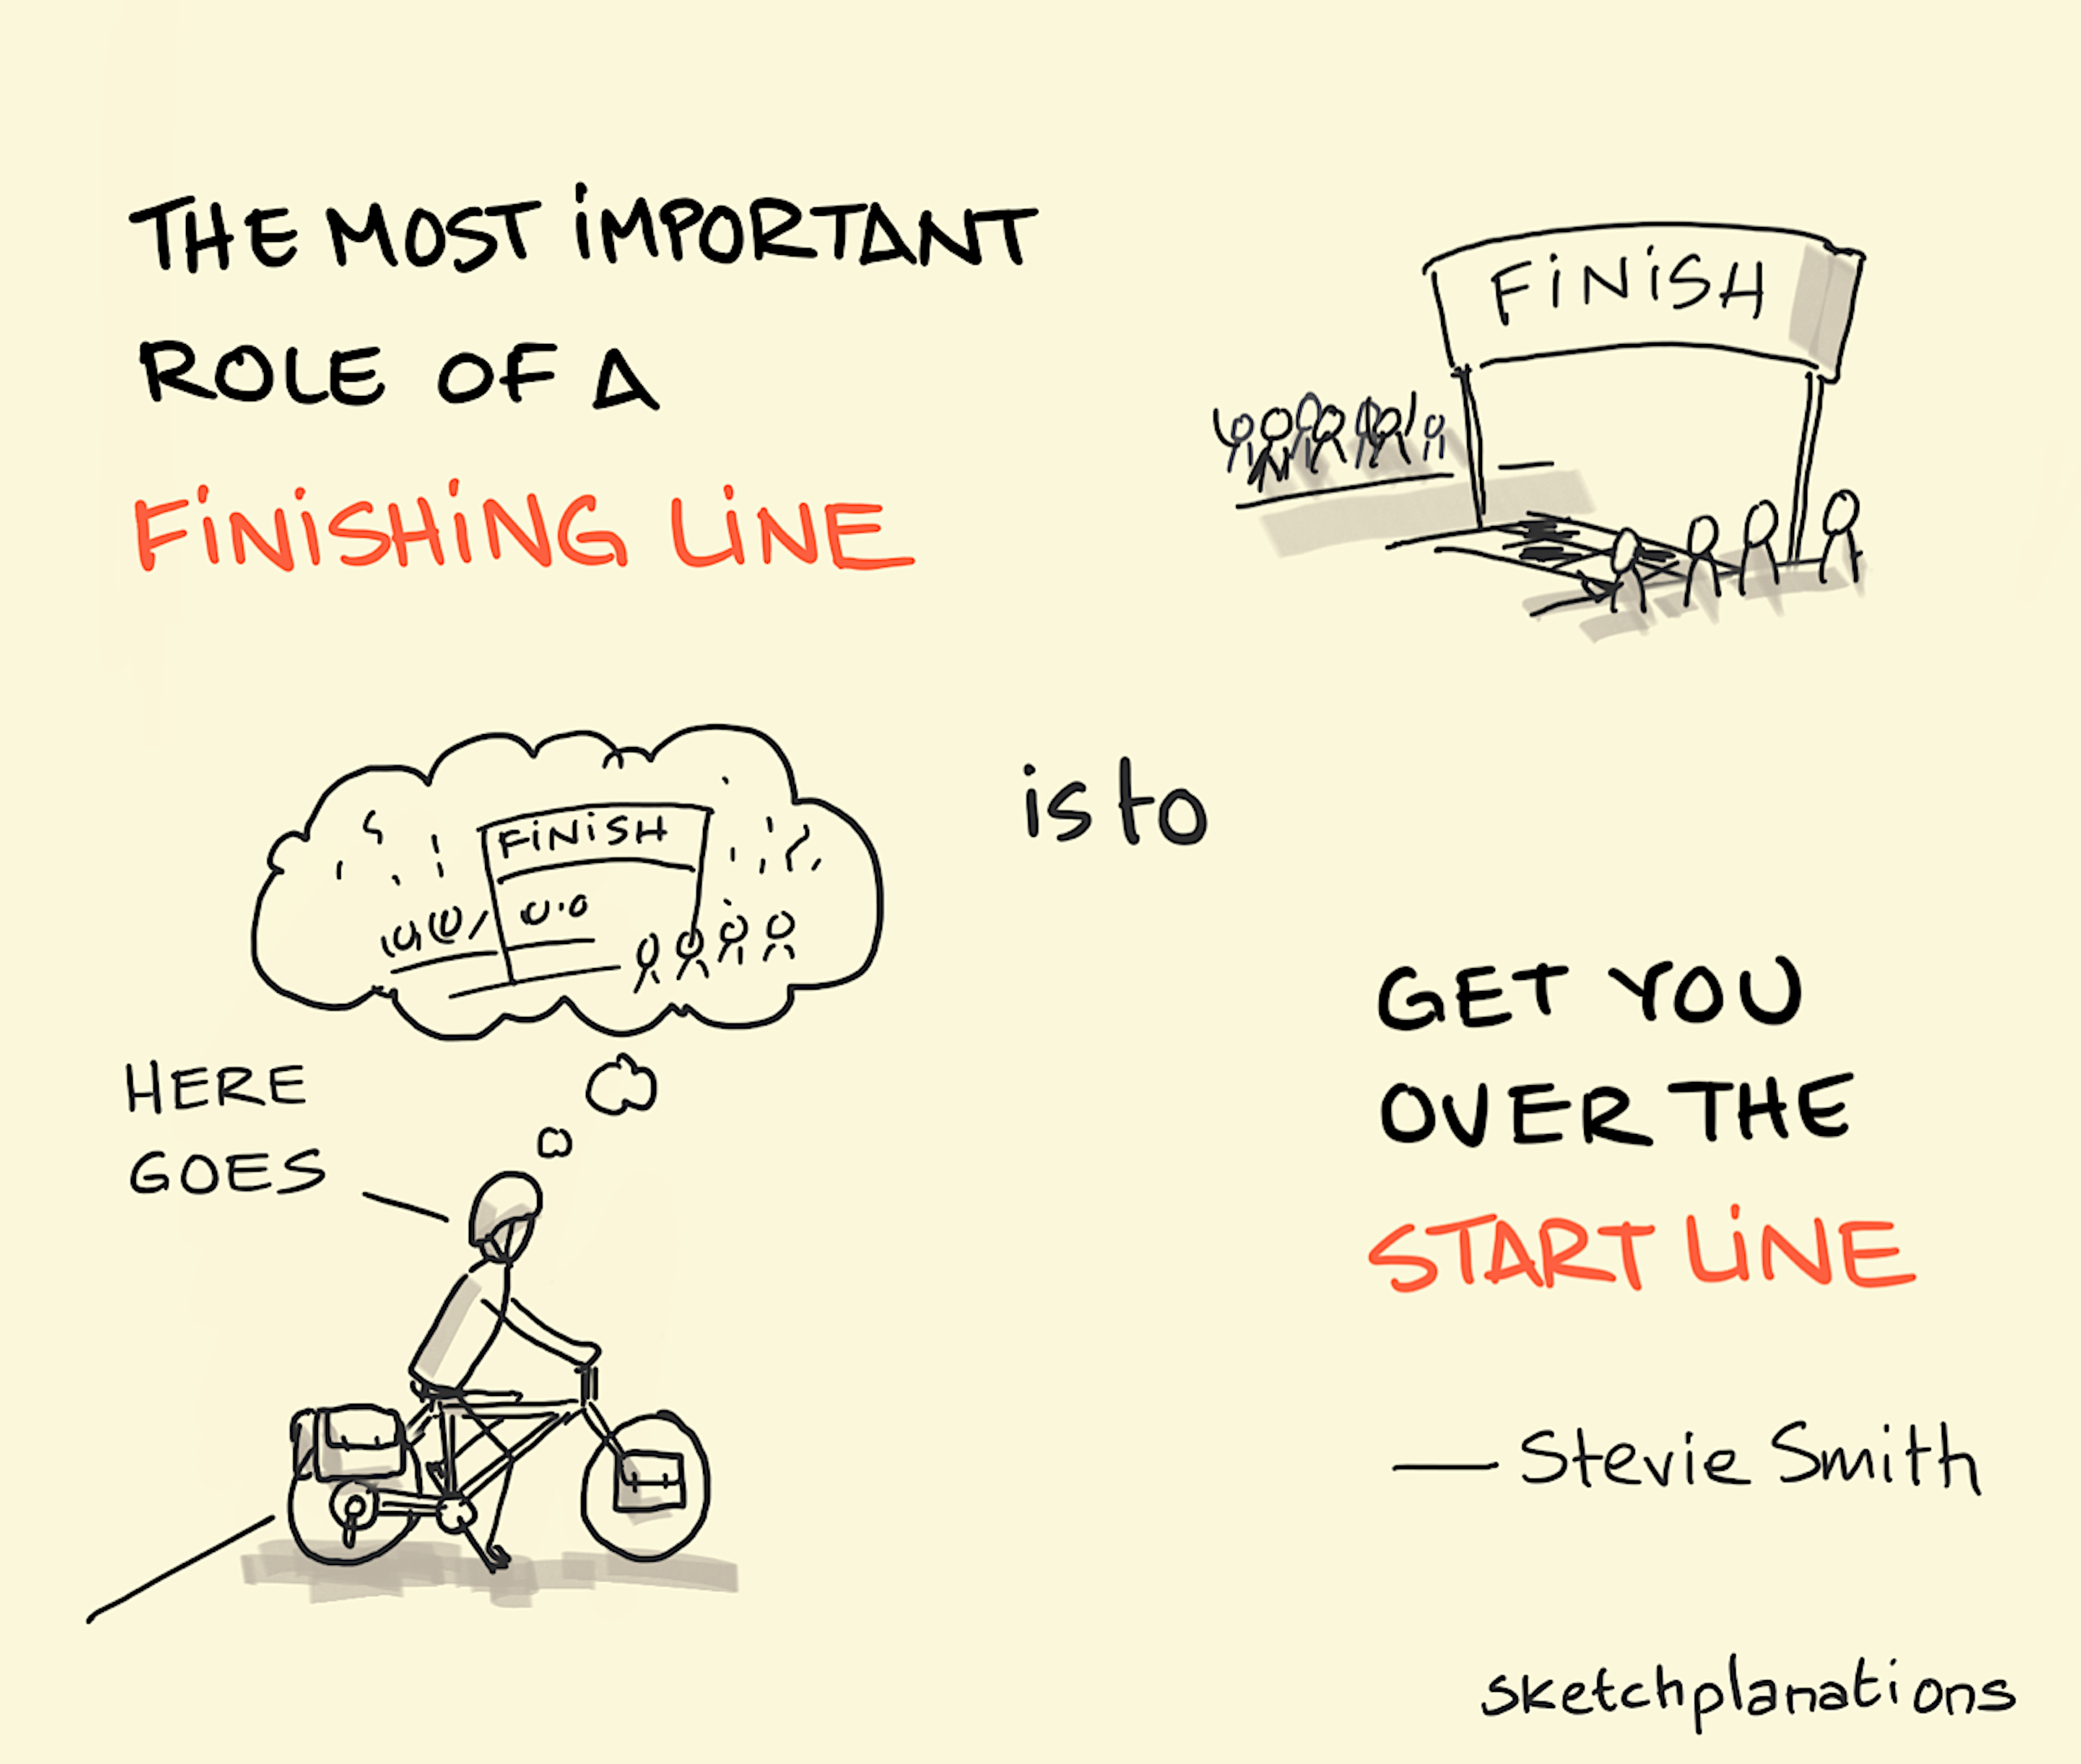 THE MOST IMPORTANT
ROLE OF A
FINISHING LINE
FINISH
is to
FINISH
HERE
GOES
GET YOU
OVER THE
START LINE
— Stevie Smith
sketchplanations